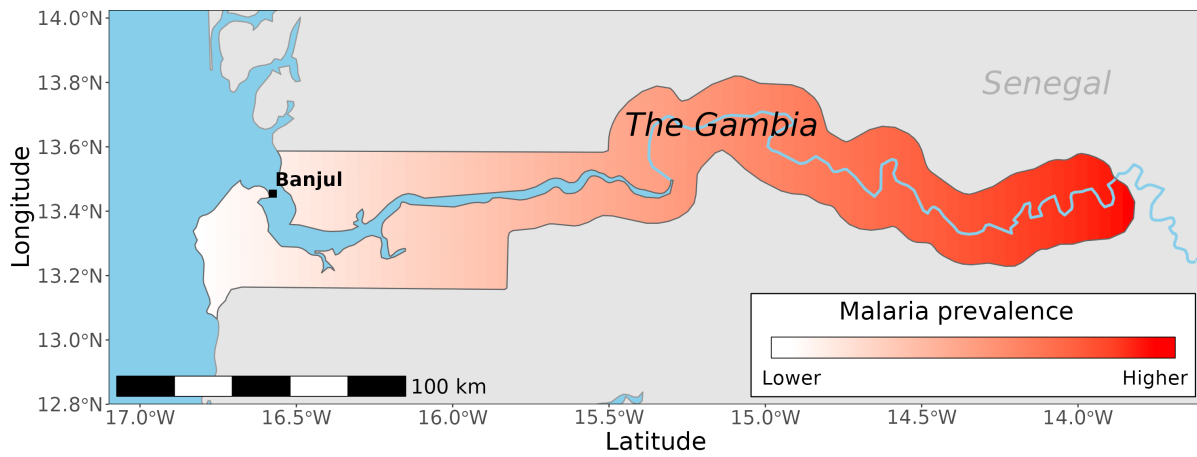 14.0°N
13.8°N
13.6°N
13.4°N
13.2°N
13.0°N
12.8°N
Longitude
Senegal
The Gambia
Banjul
Malaria prevalence
Lower Higher
100 km
17.0°W 16.5°W 16.0°W 15.5°W 15.0°W 14.5°W 14.0°W
Latitude